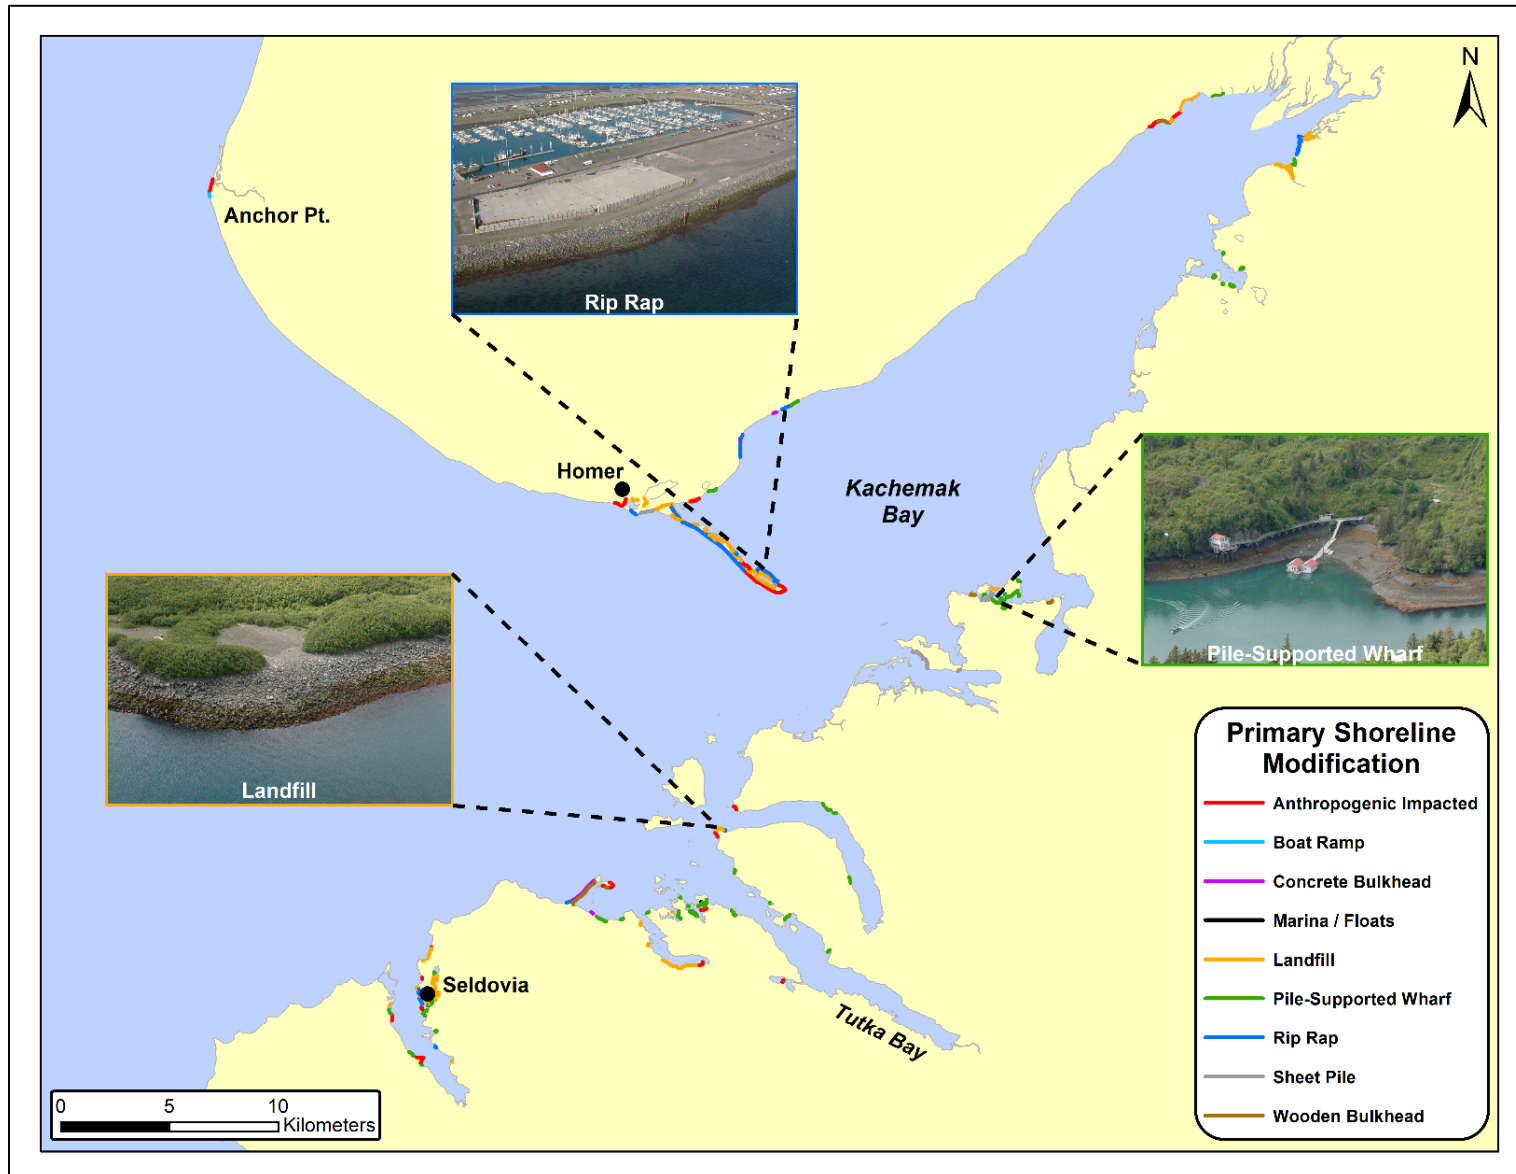 N
Anchor Pt.
Rip Rap
Homer
Kachemak
Bay
Pile-Supported Wharf
Landfill
Primary Shoreline
Modification
Anthropogenic Impacted
Boat Ramp
Concrete Bulkhead
Marina / Floats
Landfill
Pile-Supported Wharf
Rip Rap
Sheet Pile
Wooden Bulkhead
Seldovia
Tutka Bay
0 5 10
Kilometers